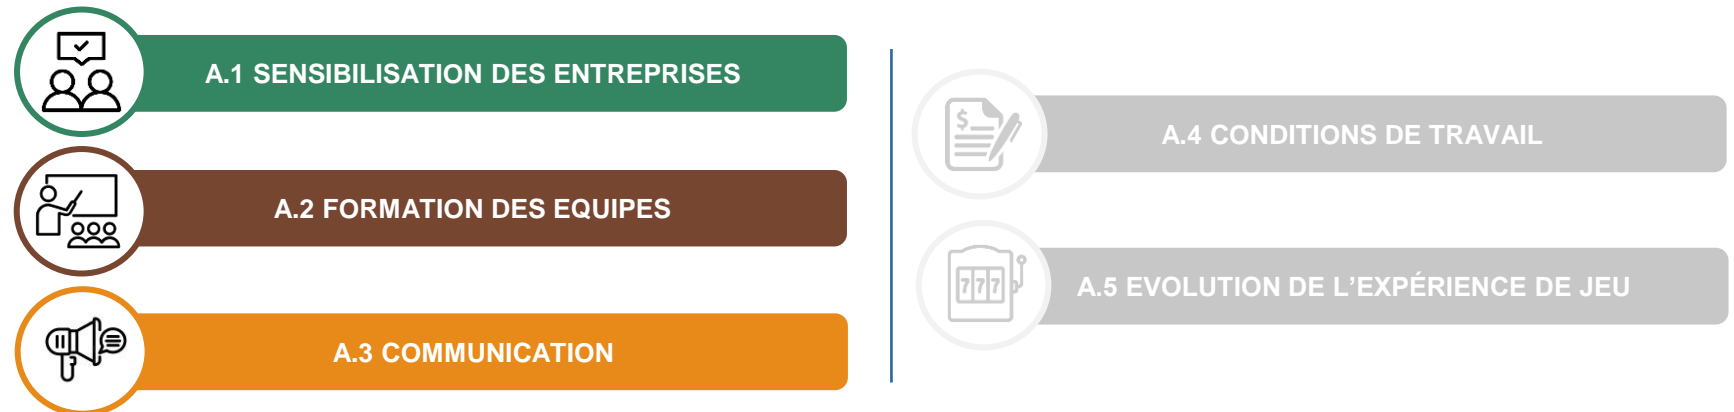 A.1 SENSIBILISATION DES ENTREPRISES
A.2 FORMATION DES EQUIPES
A.3 COMMUNICATION
$
A.4 CONDITIONS DE TRAVAIL
777
A.5 EVOLUTION DE L’EXPÉRIENCE DE JEU